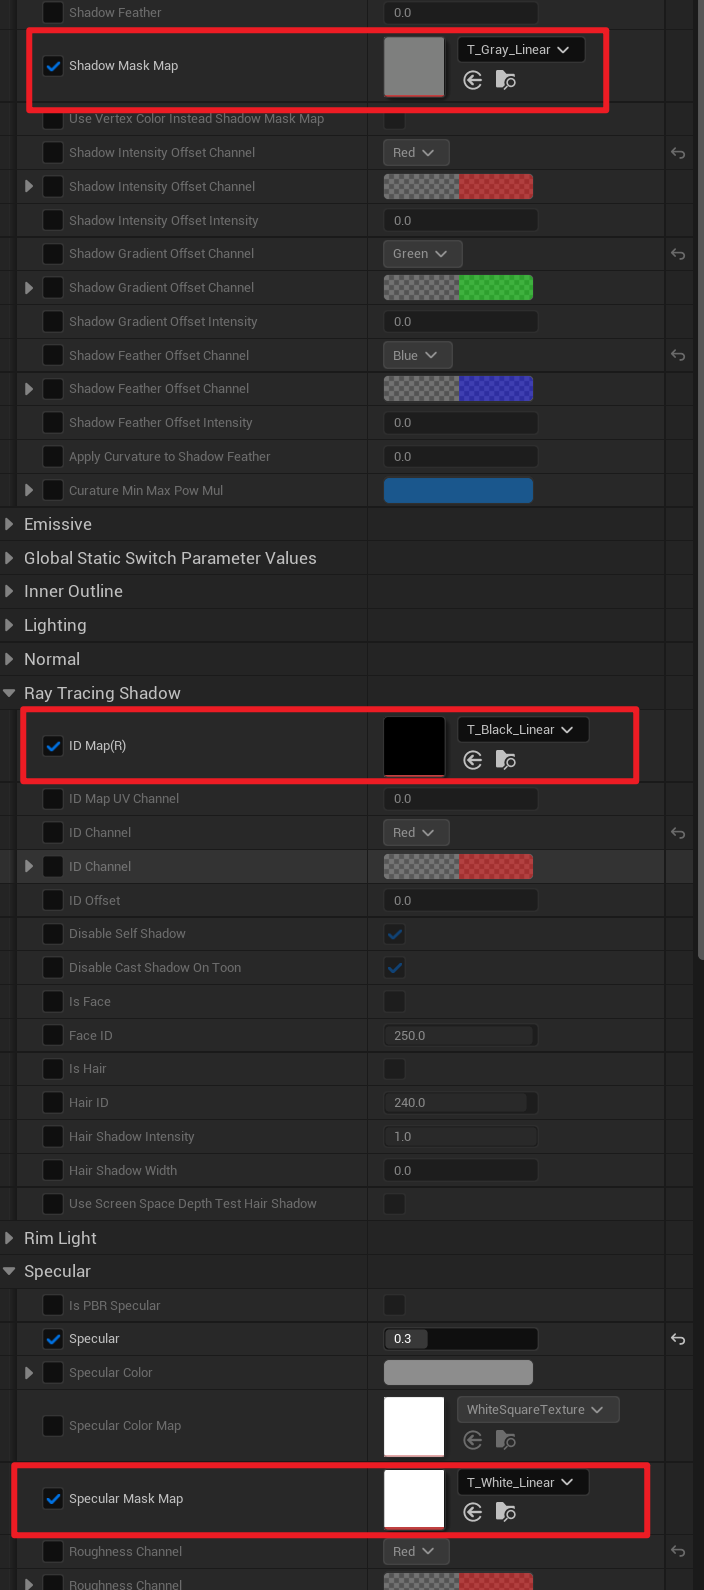 Shadow Feather 0.0
Shadow Mask Map T_Gray_Linear
Use Vertex Color Instead Shadow Mask Map
Shadow Intensity Offset Channel Red
Shadow Intensity Offset Channel
Shadow Intensity Offset Intensity 0.0
Shadow Gradient Offset Channel Green
Shadow Gradient Offset Channel
Shadow Gradient Offset Intensity 0.0
Shadow Feather Offset Channel Blue
Shadow Feather Offset Channel
Shadow Feather Offset Intensity 0.0
Apply Curvature to Shadow Feather 0.0
Curature Min Max Pow Mul
Emissive
Global Static Switch Parameter Values
Inner Outline
Lighting
Normal
Ray Tracing Shadow
ID Map(R) T_Black_Linear
ID Map UV Channel 0.0
ID Channel Red
ID Channel
ID Offset 0.0
Disable Self Shadow
Disable Cast Shadow On Toon
Is Face
Face ID 250.0
Is Hair
Hair ID 240.0
Hair Shadow Intensity 1.0
Hair Shadow Width 0.0
Use Screen Space Depth Test Hair Shadow
Rim Light
Specular
Is PBR Specular
Specular 0.3
Specular Color
Specular Color Map WhiteSquareTexture
Specular Mask Map T_White_Linear
Roughness Channel Red
Roughness Channel